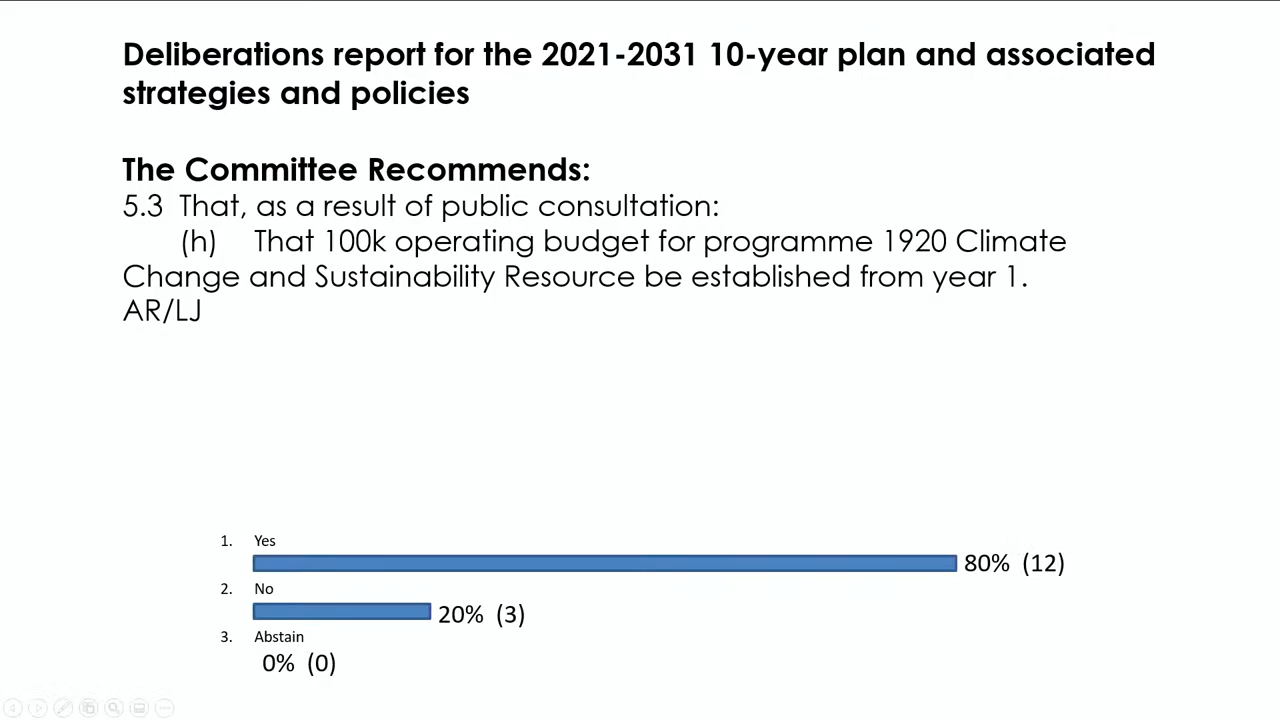 Deliberations report for the 2021-2031 10-year plan and associated
strategies and policies
The Committee Recommends:
5.3 That, as a result of public consultation:
(h) That 100k operating budget for programme 1920 Climate
Change and Sustainability Resource be established from year 1.
AR/LJ
1. Yes
80% (12)
2. No
20% (3)
3. Abstain
0% (0)